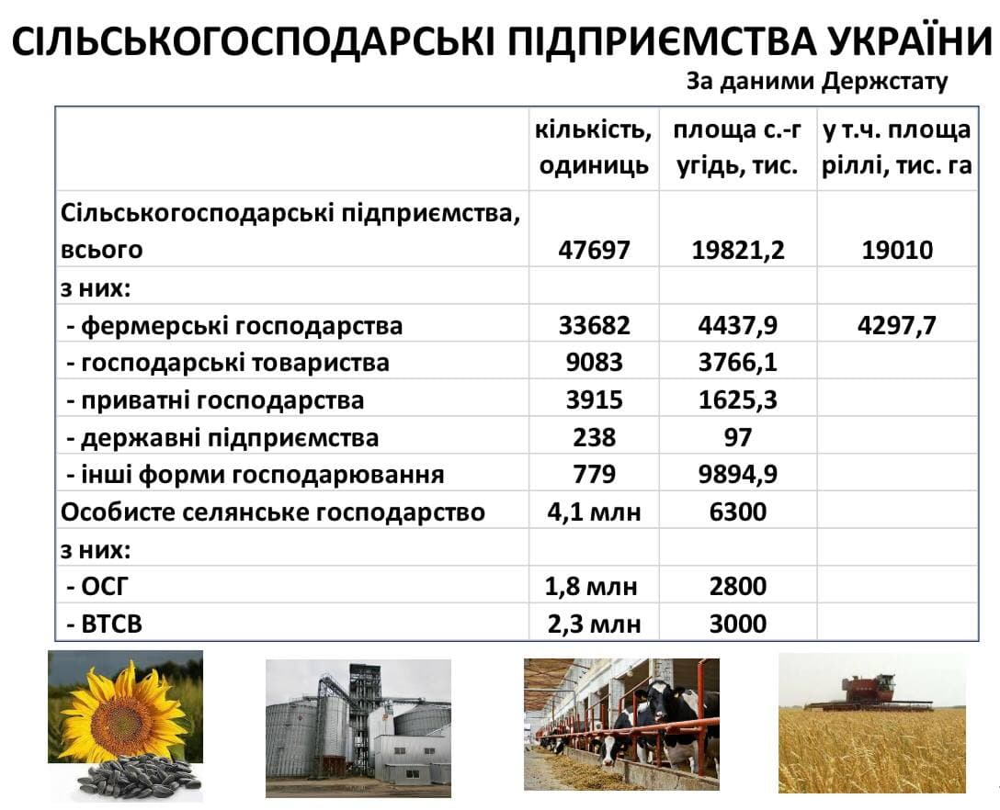 СІЛЬСЬКОГОСПОДАРСЬКІ ПІДПРИЄМСТВА УКРАЇНИ
За даними Держстату
кількість, площа с.-г у т.ч. площа
одиниць угідь, тис. ріллі, тис. га
Сільськогосподарські підприємства,
всього 47697 19821,2 19010
з них:
- фермерські господарства 33682 4437,9 4297,7
- господарські товариства 9083 3766,1
- приватні господарства 3915 1625,3
- державні підприємства 238 97
- інші форми господарювання 779 9894,9
Особисте селянське господарство 4,1 млн 6300
з них:
- ОСГ 1,8 млн 2800
- ВТСВ 2,3 млн 3000